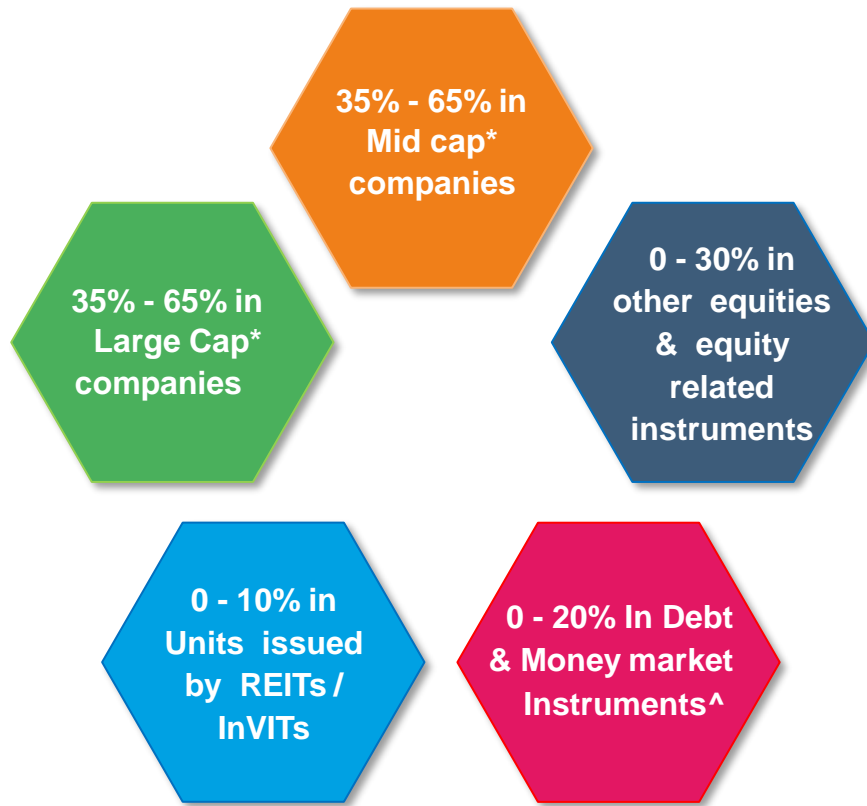 35% - 65% in
Mid cap*
companies
35% - 65% in
Large Cap*
companies
0 - 30% in
other equities
& equity
related
instruments
0 - 10% in
Units issued
by REITs /
InVITs
0 - 20% In Debt
& Money market
Instruments^